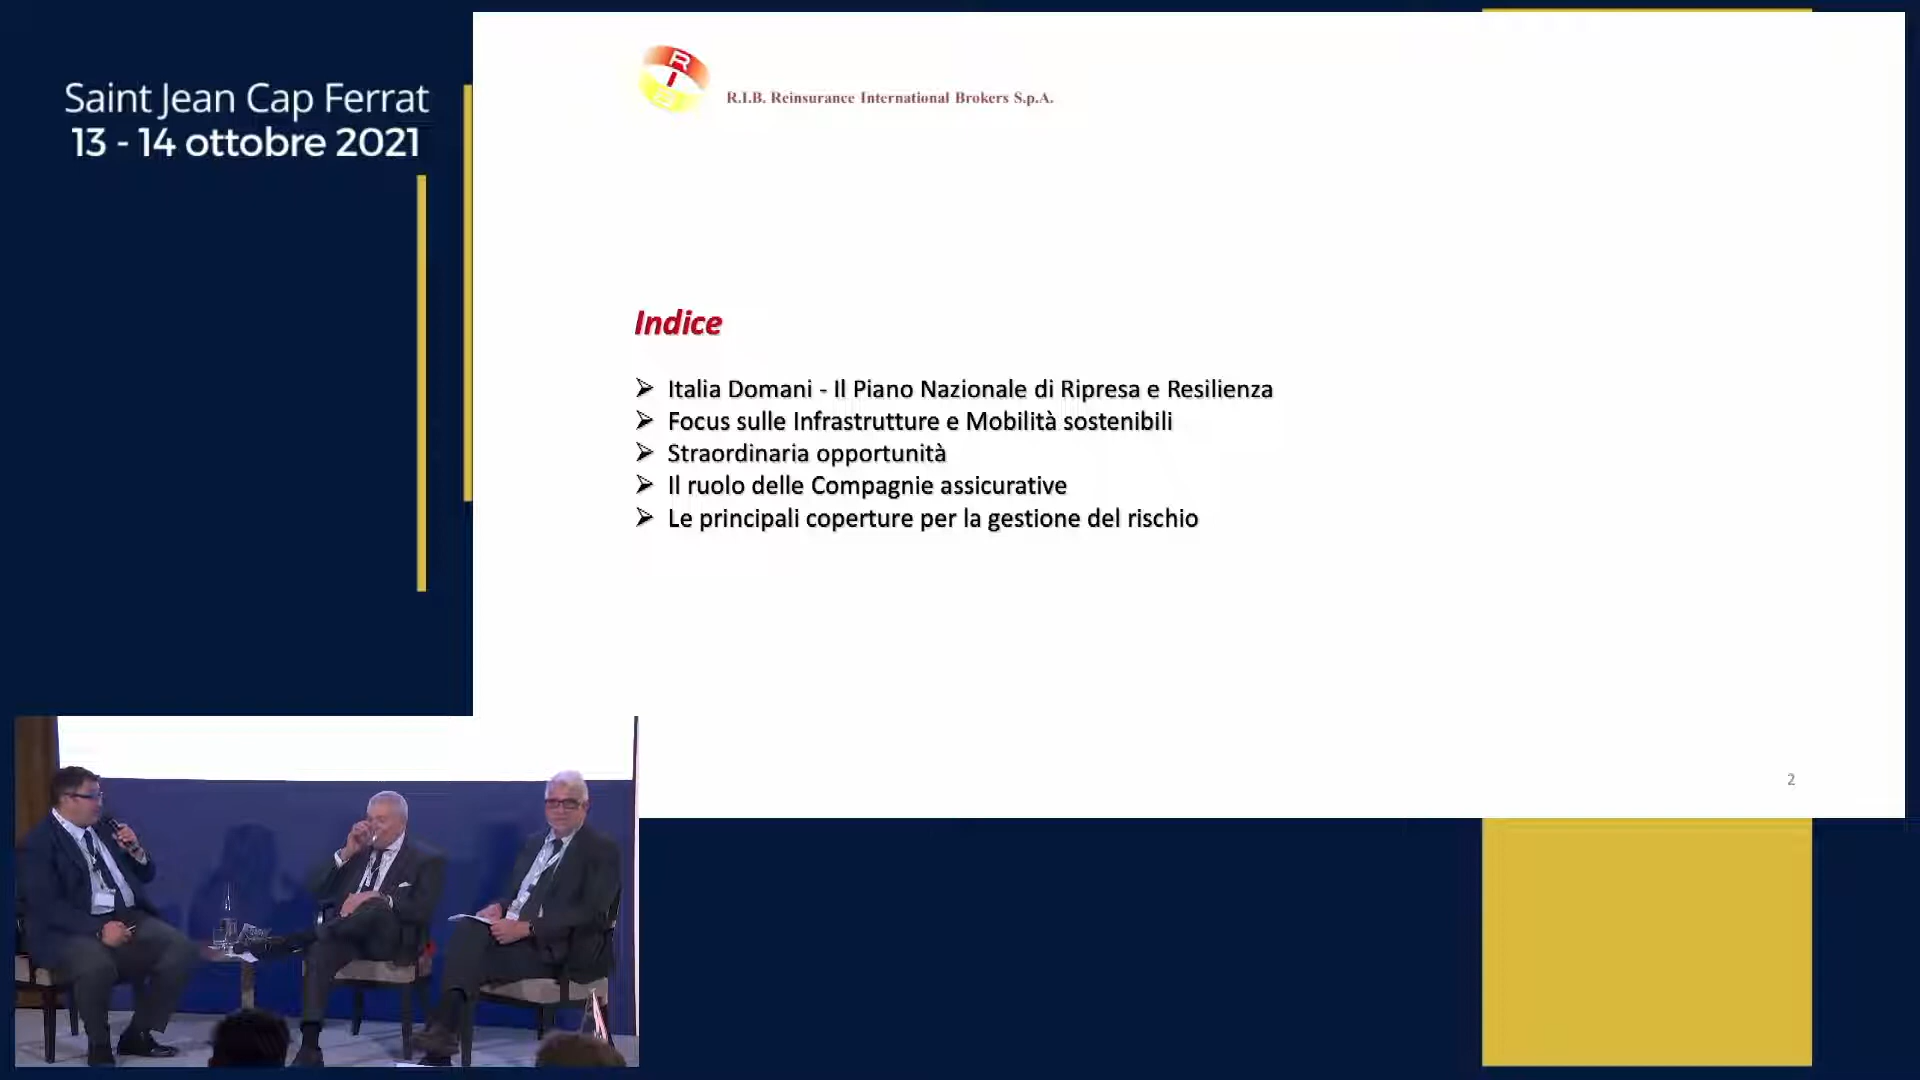 Saint Jean Cap Ferrat
13 - 14 ottobre 2021
R I B
R.I.B. Reinsurance International Brokers S.p.A.
Indice
➢ Italia Domani - Il Piano Nazionale di Ripresa e Resilienza
➢ Focus sulle Infrastrutture e Mobilità sostenibili
➢ Straordinaria opportunità
➢ Il ruolo delle Compagnie assicurative
➢ Le principali coperture per la gestione del rischio
2